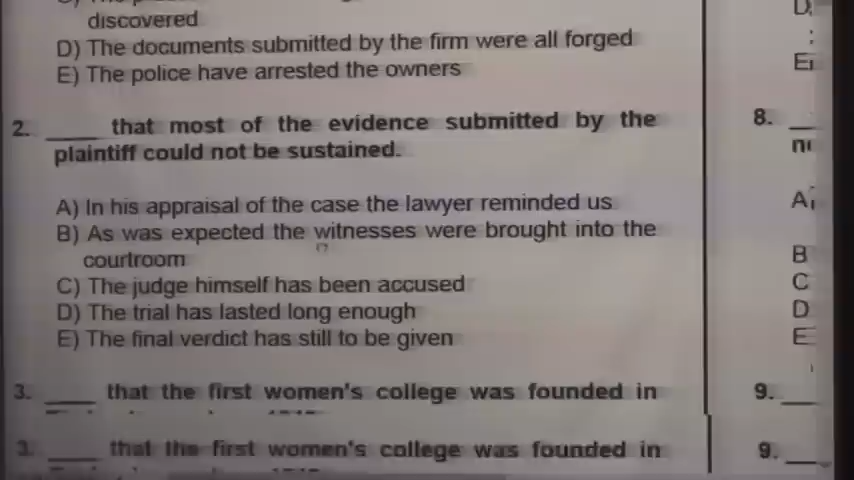 discovered
D) The documents submitted by the firm were all forged
E) The police have arrested the owners
2. ____ that most of the evidence submitted by the
plaintiff could not be sustained.
A) In his appraisal of the case the lawyer reminded us
B) As was expected the witnesses were brought into the
courtroom
C) The judge himself has been accused
D) The trial has lasted long enough
E) The final verdict has still to be given
3. ____ that the first women's college was founded in
3. ____ that the first women's college was founded in
D
E
8. __
A
B
C
D
E
9. __
9. __